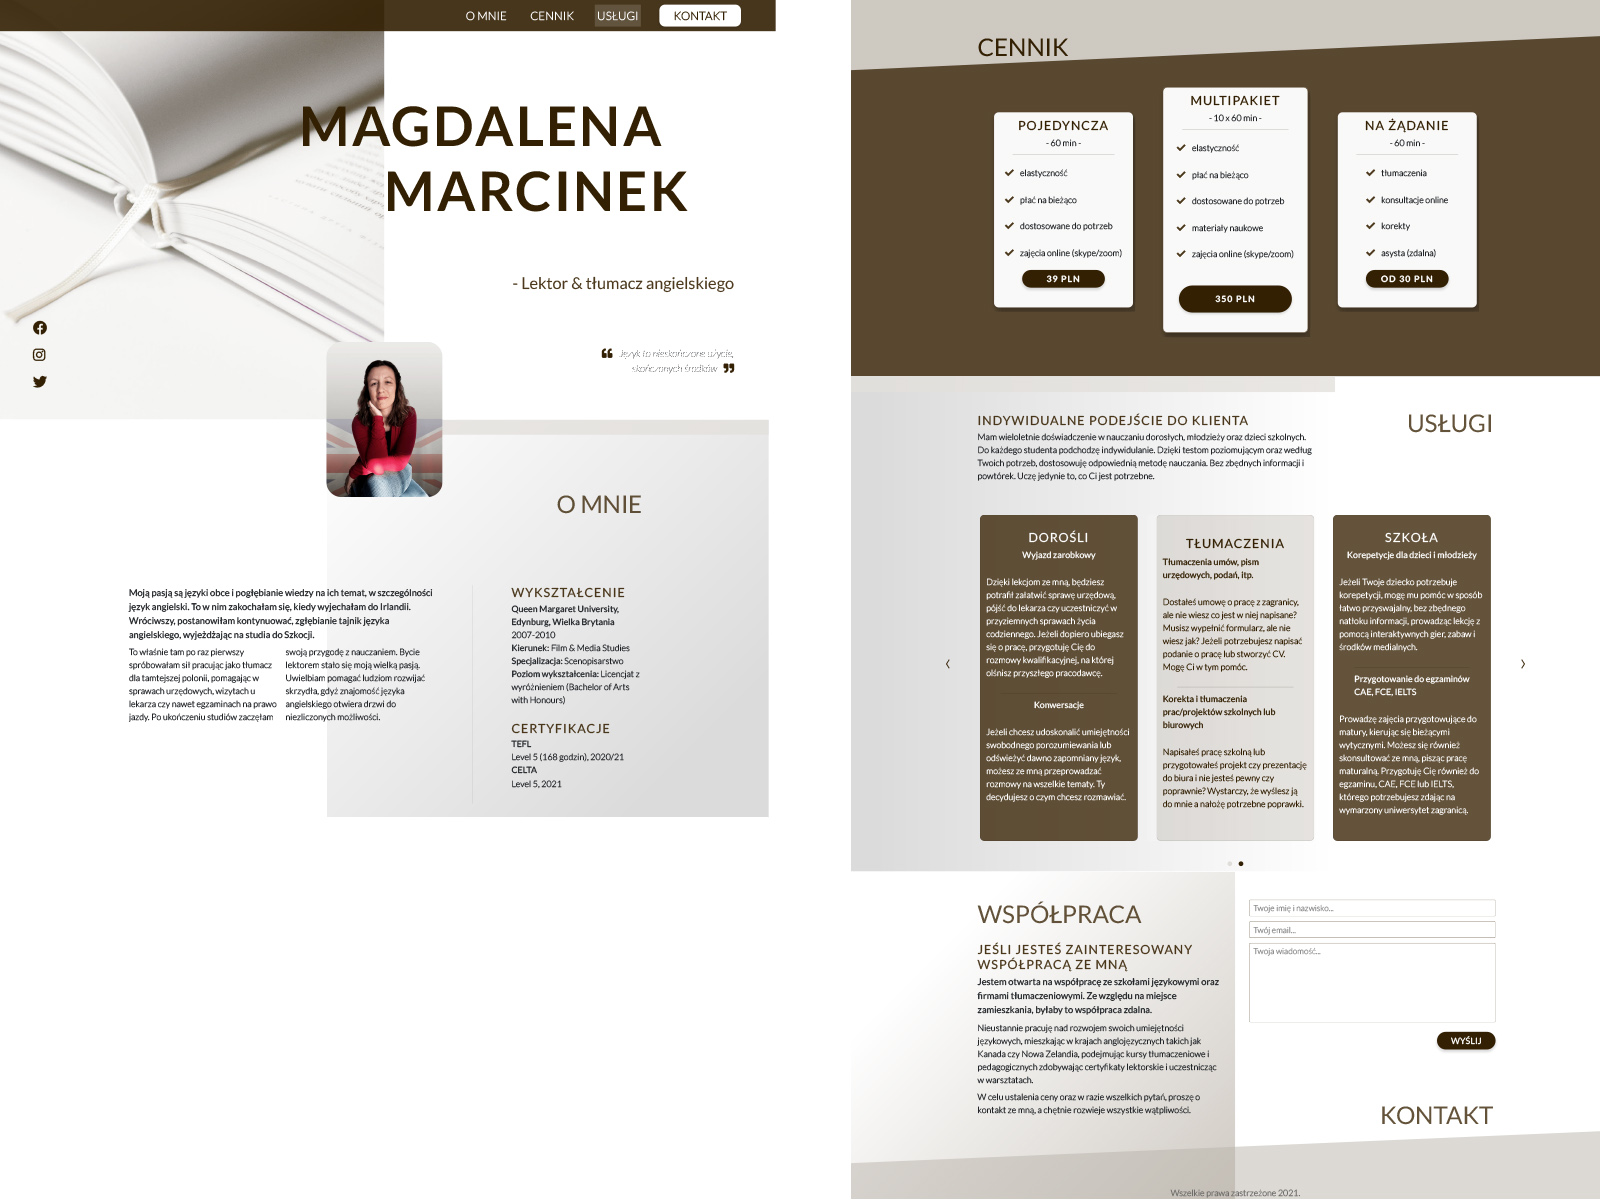 O MNIE CENNIK USŁUGI KONTAKT
MAGDALENA
MARCINEK
- Lektor & tłumacz angielskiego
Język to nieskończone użycie,
skończonych środków
O MNIE
Moją pasją są języki obce i pogłębianie wiedzy na ich temat, w szczególności
język angielski. To w nim zakochałam się, kiedy wyjechałam do Irlandii.
Wróciwszy, postanowiłam kontynuować, zgłębianie tajnik języka
angielskiego, wyjeżdżając na studia do Szkocji.
To właśnie tam po raz pierwszy
spróbowałam sił pracując jako tłumacz
dla tamtejszej polonii, pomagając w
sprawach urzędowych, wizytach u
lekarza czy nawet egzaminach na prawo
jazdy. Po ukończeniu studiów zaczęłam
swoją przygodę z nauczaniem. Bycie
lektorem stało się moją wielką pasją.
Uwielbiam pomagać ludziom rozwijać
skrzydła, gdyż znajomość języka
angielskiego otwiera drzwi do
niezliczonych możliwości.
WYKSZTAŁCENIE
Queen Margaret University,
Edynburg, Wielka Brytania
2007-2010
Kierunek: Film & Media Studies
Specjalizacja: Scenopisarstwo
Poziom wykształcenia: Licencjat z
wyróżnieniem (Bachelor of Arts
with Honours)
CERTYFIKACJE
TEFL
Level 5 (168 godzin), 2020/21
CELTA
Level 5, 2021
CENNIK
POJEDYNCZA
- 60 min -
elastyczność
płać na bieżąco
dostosowane do potrzeb
zajęcia online (skype/zoom)
39 PLN
MULTIPAKIET
- 10 x 60 min -
elastyczność
płać na bieżąco
dostosowane do potrzeb
materiały naukowe
zajęcia online (skype/zoom)
350 PLN
NA ŻĄDANIE
- 60 min -
tłumaczenia
konsultacje online
korekty
asysta (zdalna)
OD 30 PLN
INDYWIDUALNE PODEJŚCIE DO KLIENTA
Mam wieloletnie doświadczenie w nauczaniu dorosłych, młodzieży oraz dzieci szkolnych.
Do każdego studenta podchodzę indywidulanie. Dzięki testom poziomującym oraz według
Twoich potrzeb, dostosowuję odpowiednią metodę nauczania. Bez zbędnych informacji i
powtórek. Uczę jedynie to, co Ci jest potrzebne.
USŁUGI
DOROŚLI
Wyjazd zarobkowy
Dzięki lekcjom ze mną, będziesz
potrafił załatwić sprawę urzędową,
pójść do lekarza czy uczestniczyć w
przyziemnych sprawach życia
codziennego. Jeżeli dopiero ubiegasz
się o pracę, przygotuję Cię do
rozmowy kwalifikacyjnej, na której
olśnisz przyszłego pracodawcę.
Konwersacje
Jeżeli chcesz udoskonalić umiejętności
swobodnego porozumiewania lub
odświeżyć dawno zapomniany język,
możesz ze mną przeprowadzać
rozmowy na wszelkie tematy. Ty
decydujesz o czym chcesz rozmawiać.
TŁUMACZENIA
Tłumaczenia umów, pism
urzędowych, podań, itp.
Dostałeś umowę o pracę z zagranicy,
ale nie wiesz co jest w niej napisane?
Musisz wypełnić formularz, ale nie
wiesz jak? Jeżeli potrzebujesz napisać
podanie o pracę lub stworzyć CV.
Mogę Ci w tym pomóc.
Korekta i tłumaczenia
prac/projektów szkolnych lub
biurowych
Napisałeś pracę szkolną lub
przygotowałeś projekt czy prezentację
do biura i nie jesteś pewny czy
poprawnie? Wystarczy, że wyślesz ją
do mnie a nałożę potrzebne poprawki.
SZKOŁA
Korepetycje dla dzieci i młodzieży
Jeżeli Twoje dziecko potrzebuje
korepetycji, mogę mu pomóc w sposób
łatwo przyswajalny, bez zbędnego
natłoku informacji, prowadząc lekcję z
pomocą interaktywnych gier, zabaw i
środków medialnych.
Przygotowanie do egzaminów
CAE, FCE, IELTS
Prowadzę zajęcia przygotowujące do
matury, kierując się bieżącymi
wytycznymi. Możesz się również
skonsultować ze mną, pisząc pracę
maturalną. Przygotuję Cię również do
egzaminu, CAE, FCE lub IELTS,
którego potrzebujesz zdając na
wymarzony uniwersytet zagranicą.
WSPÓŁPRACA
JEŚLI JESTEŚ ZAINTERESOWANY
WSPÓŁPRACĄ ZE MNĄ
Jestem otwarta na współpracę ze szkołami językowymi oraz
firmami tłumaczeniowymi. Ze względu na miejsce
zamieszkania, byłaby to współpraca zdalna.
Nieustannie pracuję nad rozwojem swoich umiejętności
językowych, mieszkając w krajach anglojęzycznych takich jak
Kanada czy Nowa Zelandia, podejmując kursy tłumaczeniowe i
pedagogicznych zdobywając certyfikaty lektorskie i uczestnicząc
w warsztatach.
W celu ustalenia ceny oraz w razie wszelkich pytań, proszę o
kontakt ze mną, a chętnie rozwieje wszystkie wątpliwości.
Twoje imię i nazwisko...
Twój email...
Twoja wiadomość...
WYŚLIJ
KONTAKT
Wszelkie prawa zastrzeżone 2021.